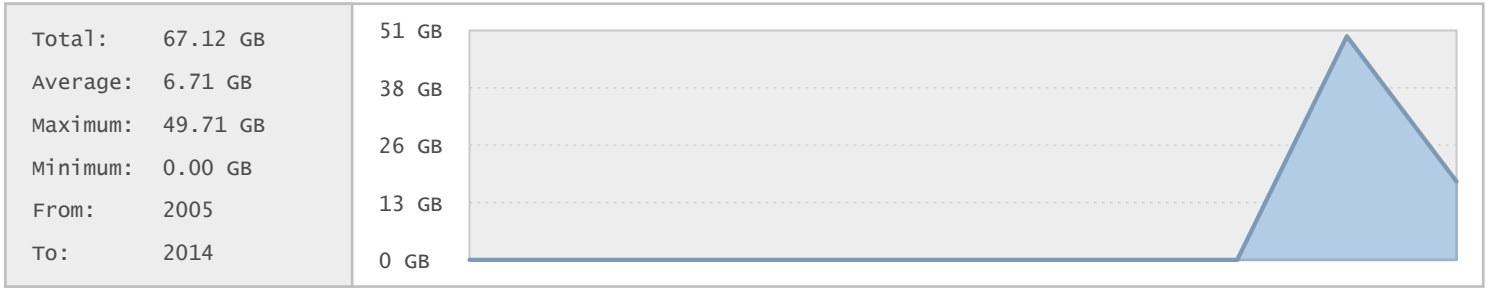 Total: 67.12 GB
Average: 6.71 GB
Maximum: 49.71 GB
Minimum: 0.00 GB
From: 2005
To: 2014
51 GB
38 GB
26 GB
13 GB
0 GB